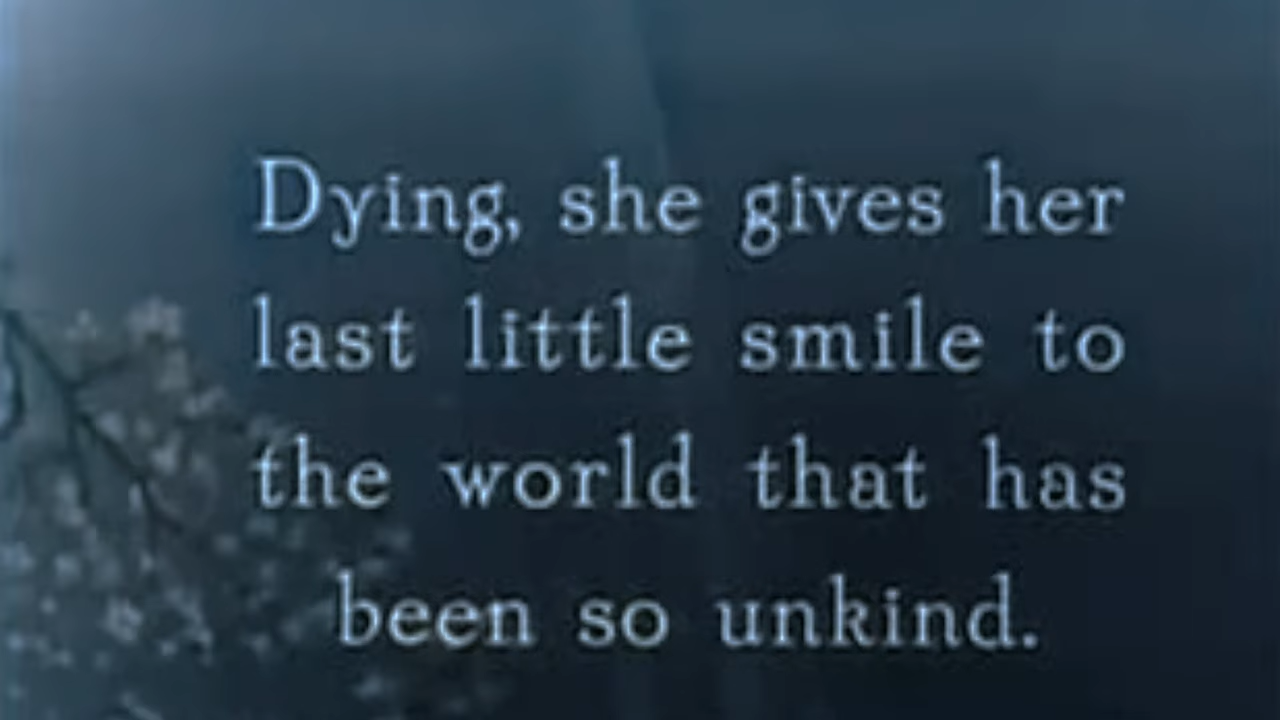 Dying, she gives her
last little smile to
the world that has
been so unkind.